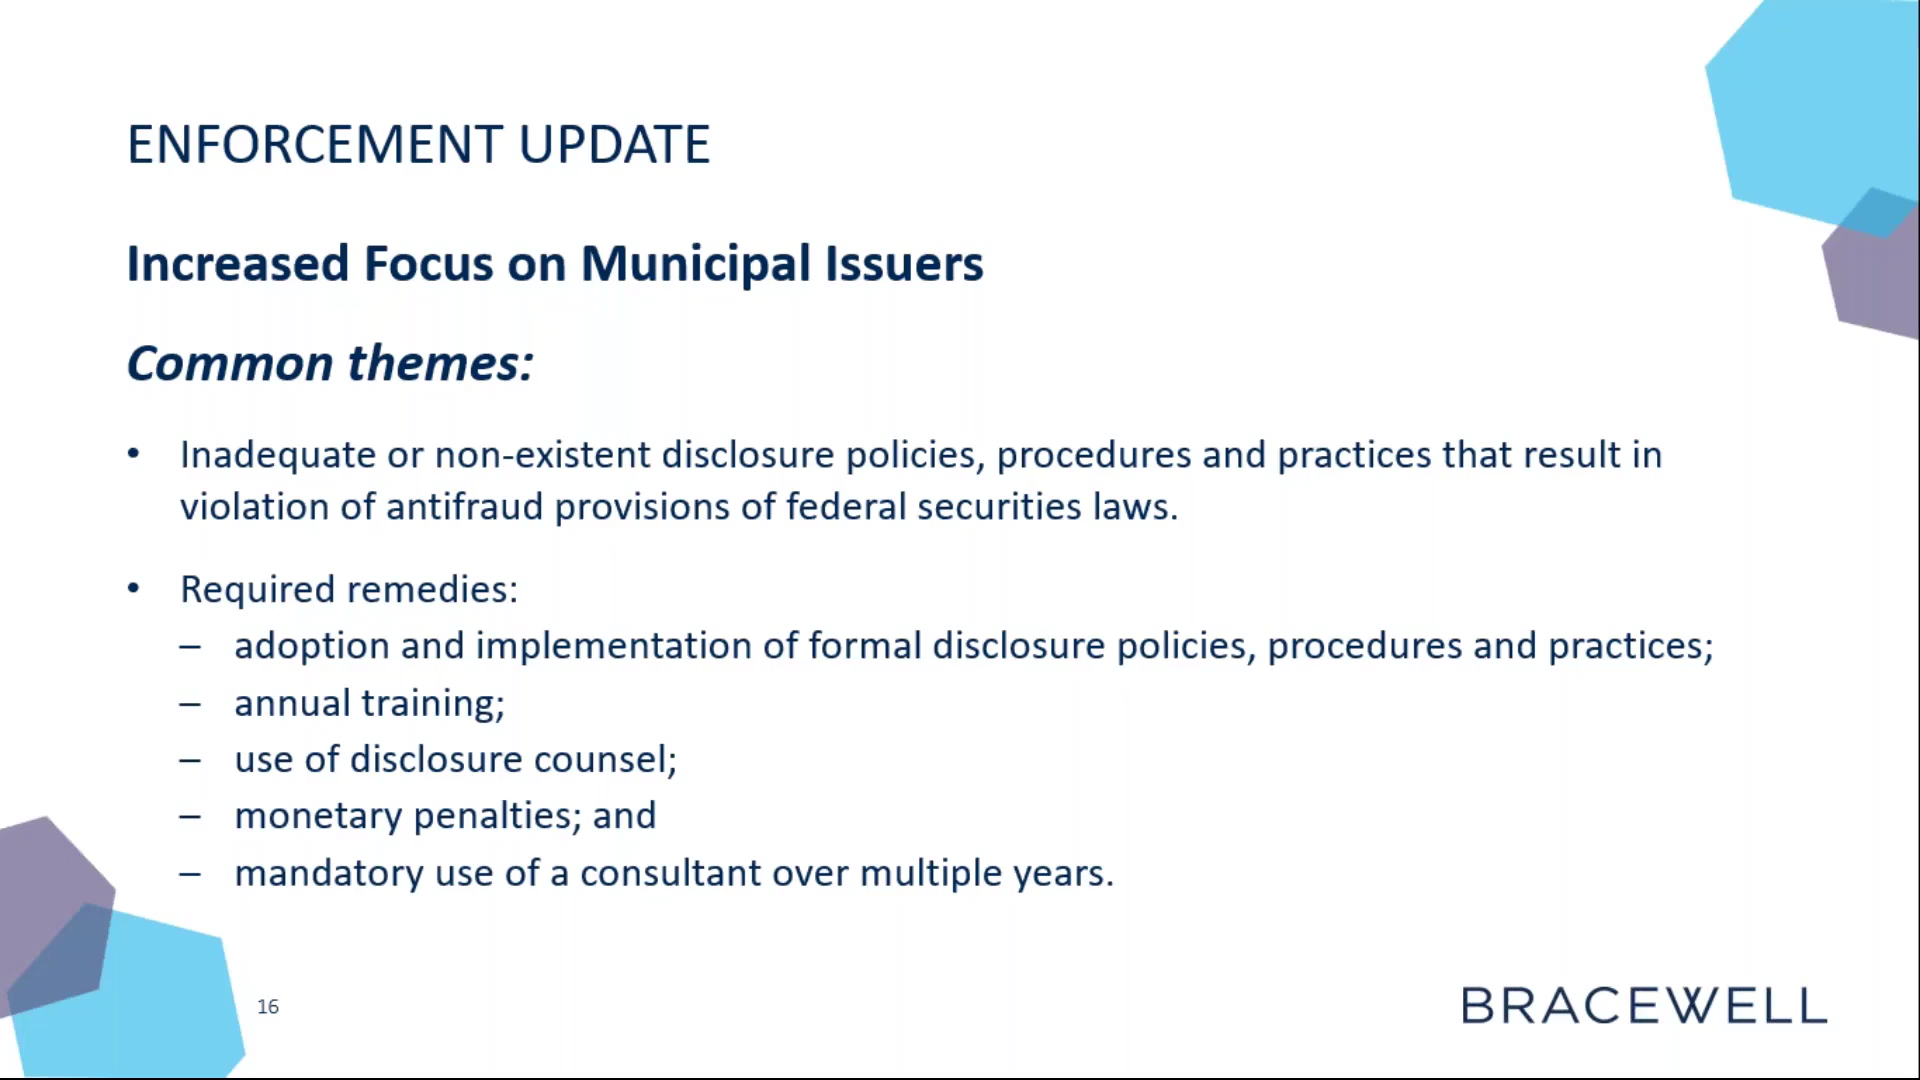 ENFORCEMENT UPDATE
Increased Focus on Municipal Issuers
Common themes:
• Inadequate or non-existent disclosure policies, procedures and practices that result in
violation of antifraud provisions of federal securities laws.
• Required remedies:
– adoption and implementation of formal disclosure policies, procedures and practices;
– annual training;
– use of disclosure counsel;
– monetary penalties; and
– mandatory use of a consultant over multiple years.
16
BRACEWELL